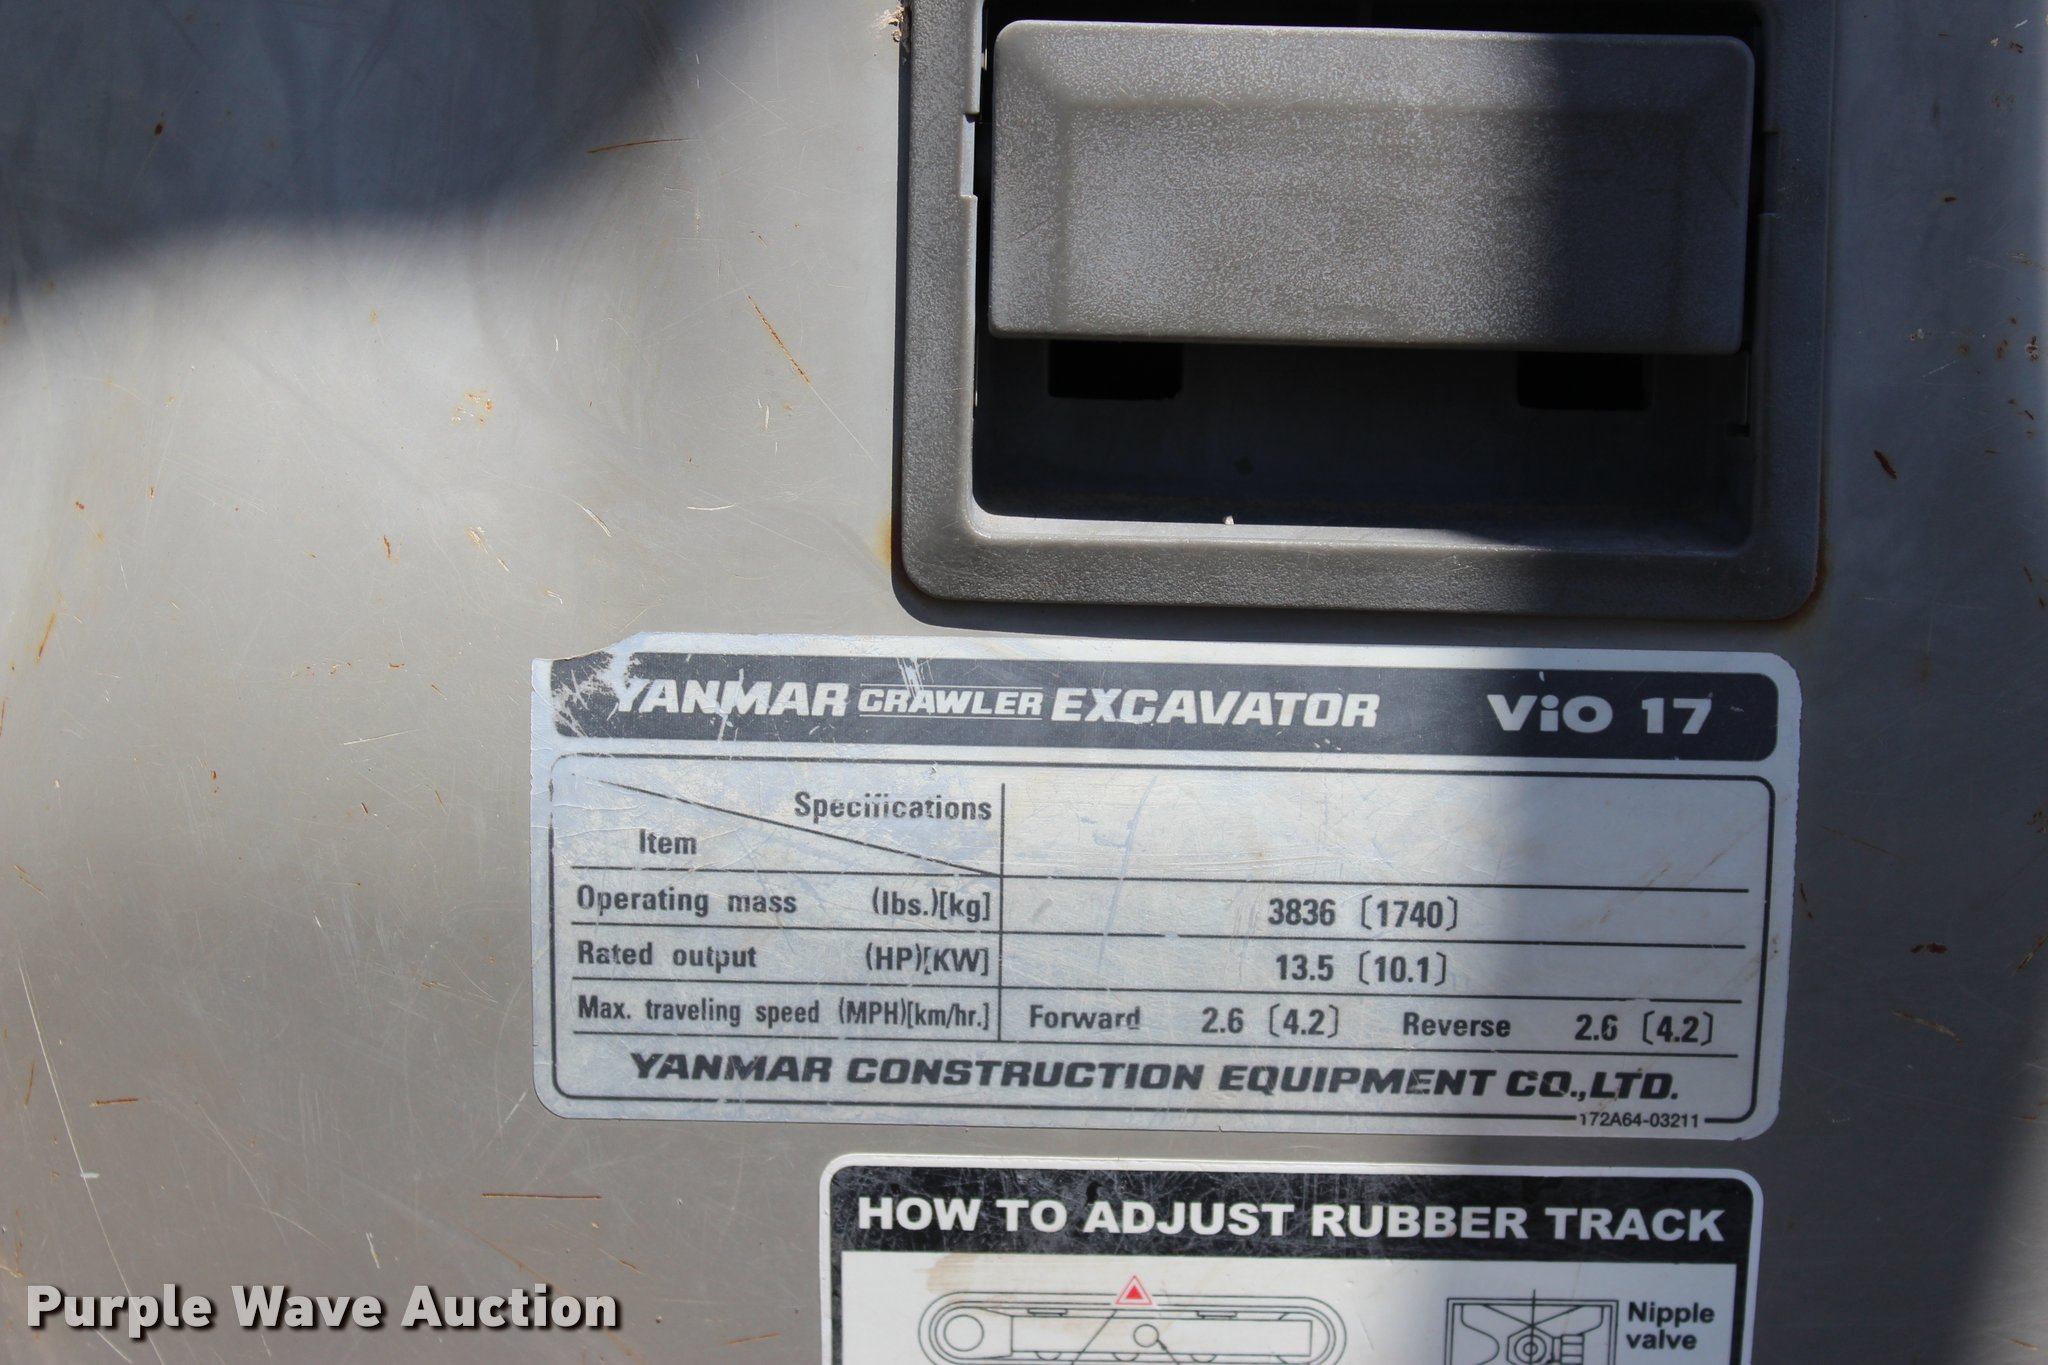 YANMAR CRAWLER EXCAVATOR ViO 17
Specifications
Item
Operating mass (lbs.)[kg] 3836 〔1740〕
Rated output (HP)[KW] 13.5 〔10.1〕
Max. traveling speed (MPH)[km/hr.] Forward 2.6 〔4.2〕 Reverse 2.6 〔4.2〕
YANMAR CONSTRUCTION EQUIPMENT CO.,LTD.
172A64-03211
HOW TO ADJUST RUBBER TRACK
Nipple
valve
Purple Wave Auction